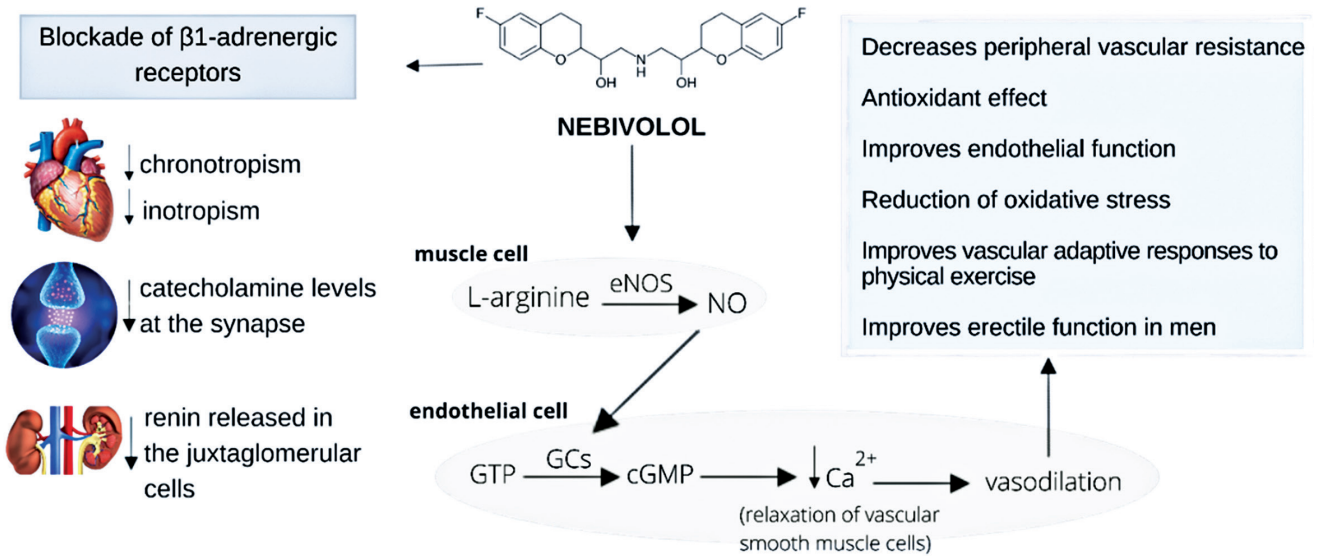 Blockade of β1-adrenergic
receptors
chronotropism
inotropism
catecholamine levels
at the synapse
renin released in
the juxtaglomerular
cells
F
O
OH
N
H
OH
O
F
NEBIVOLOL
muscle cell
L-arginine eNOS NO
endothelial cell
GTP GCs cGMP Ca2+ vasodilation
(relaxation of vascular
smooth muscle cells)
Decreases peripheral vascular resistance
Antioxidant effect
Improves endothelial function
Reduction of oxidative stress
Improves vascular adaptive responses to
physical exercise
Improves erectile function in men